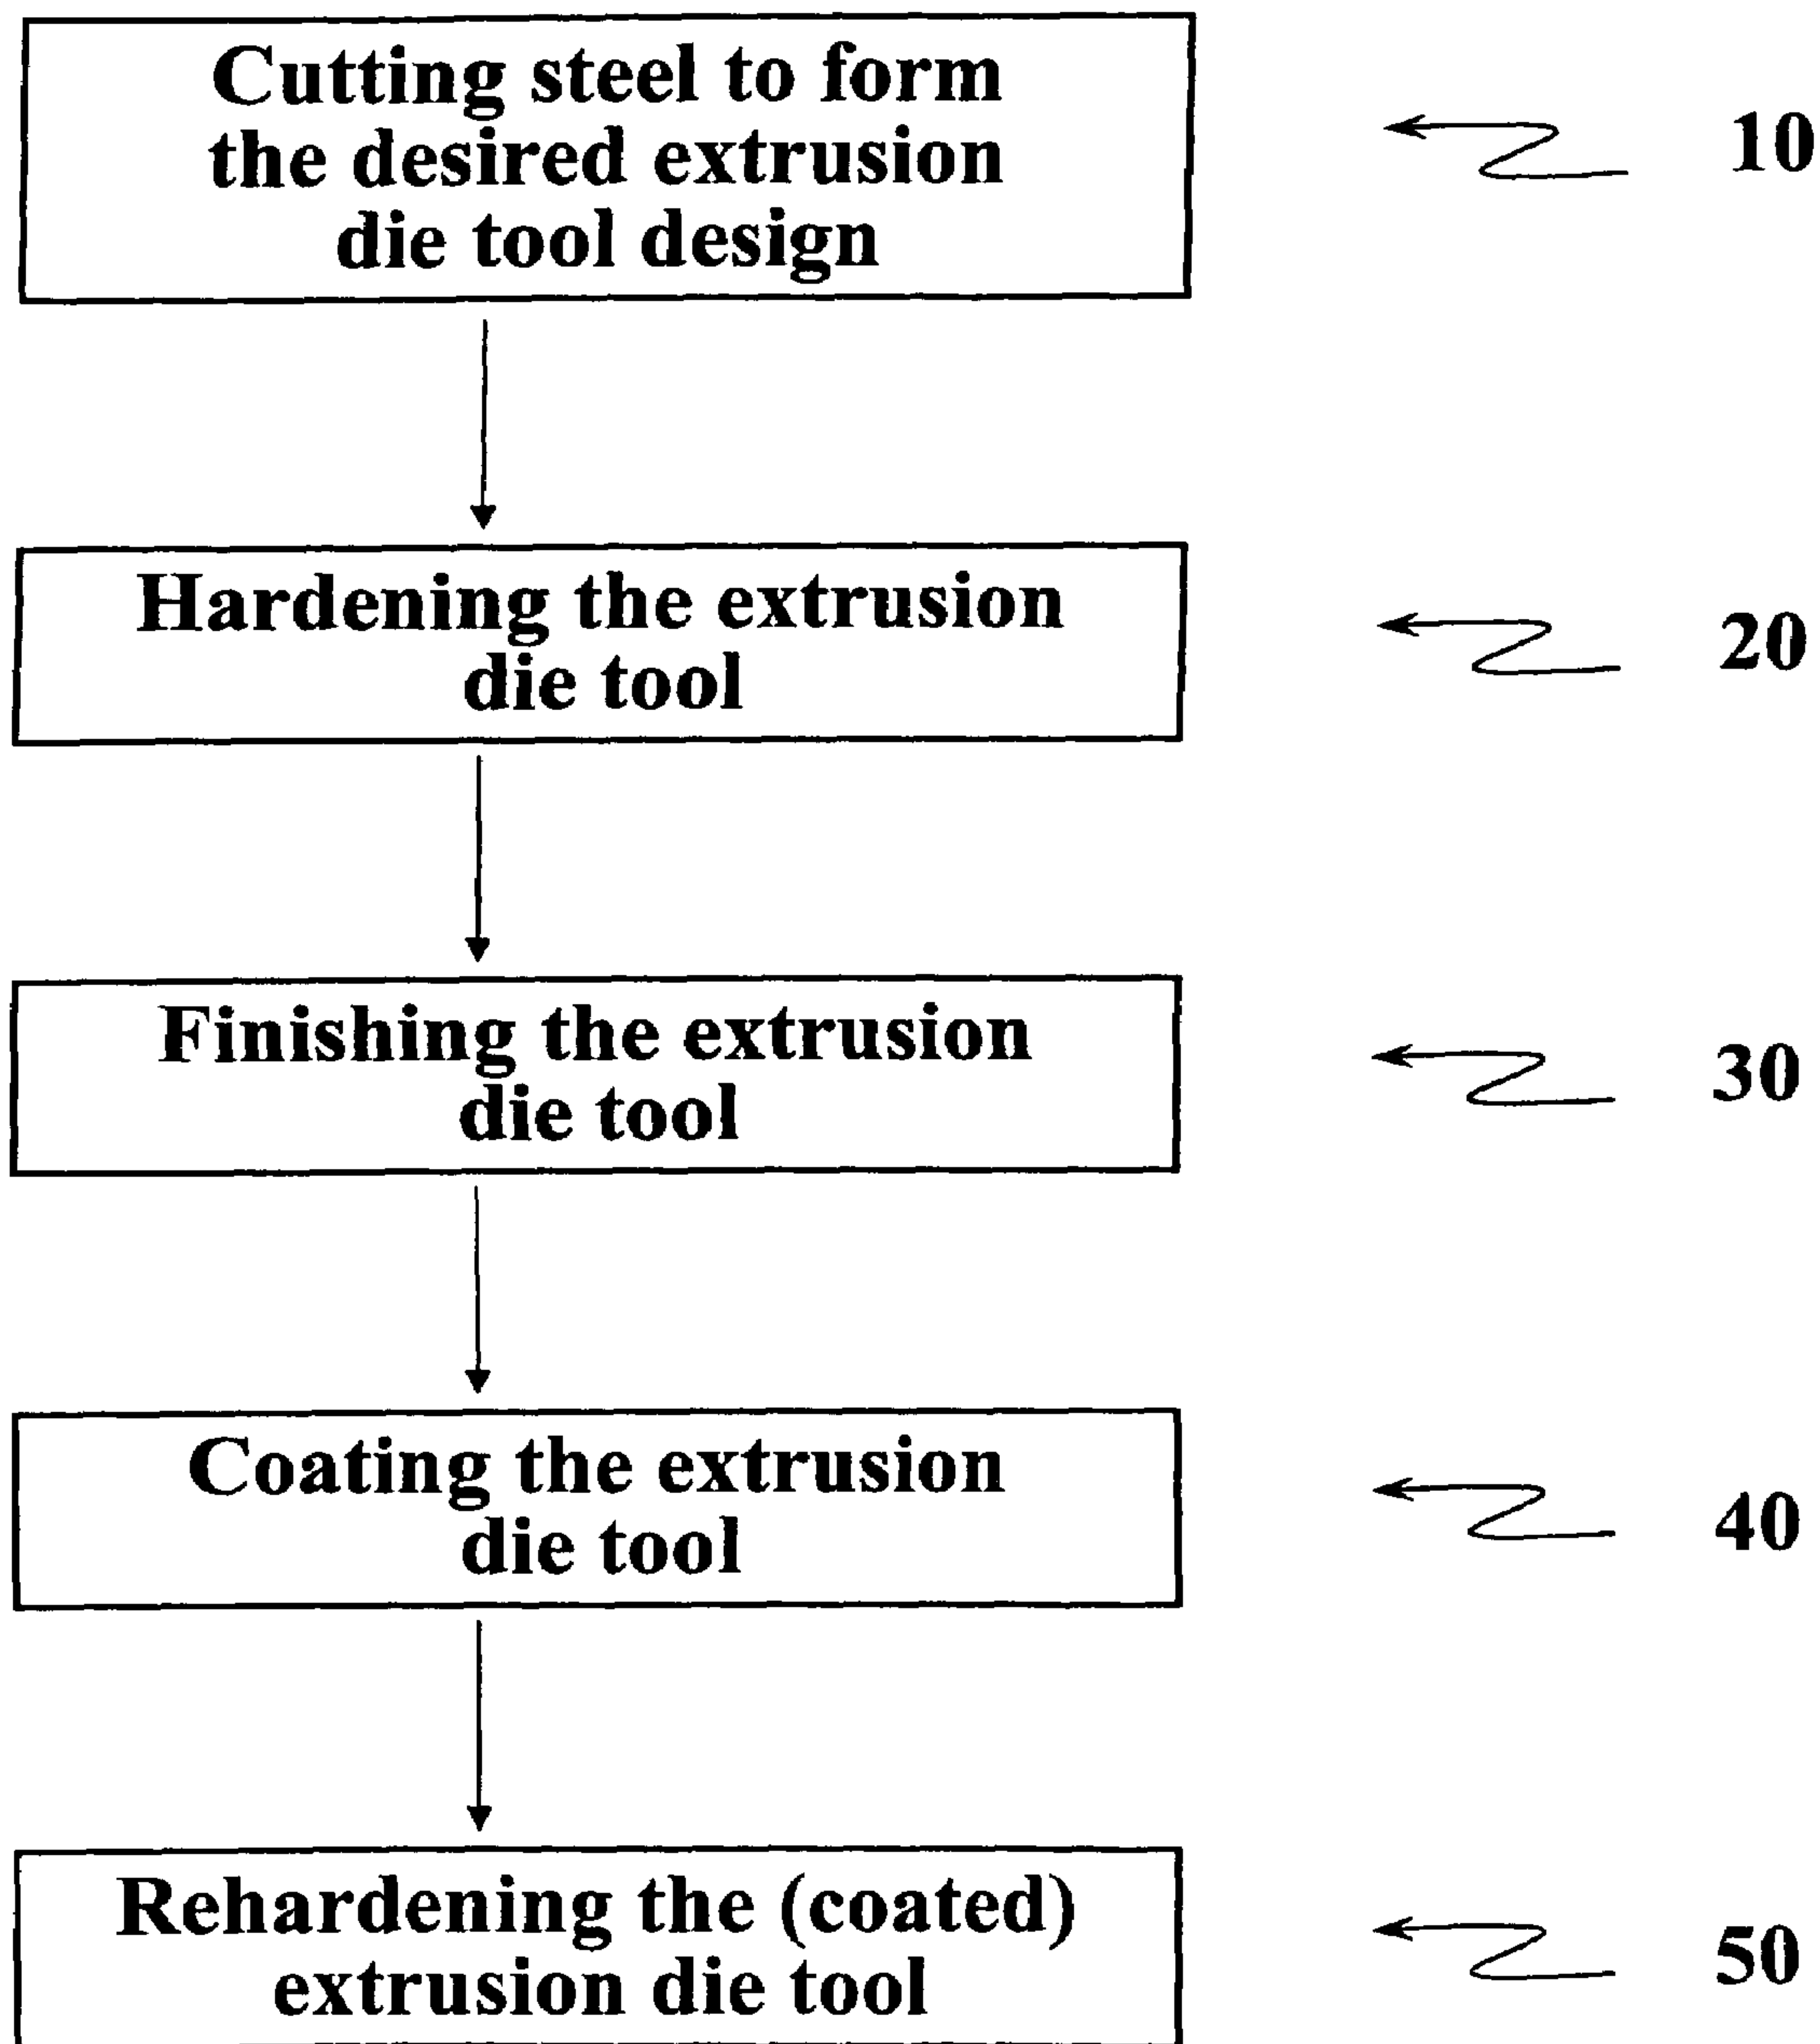 Cutting steel to form
the desired extrusion
die tool design
10
Hardening the extrusion
die tool
20
Finishing the extrusion
die tool
30
Coating the extrusion
die tool
40
Rehardening the (coated)
extrusion die tool
50